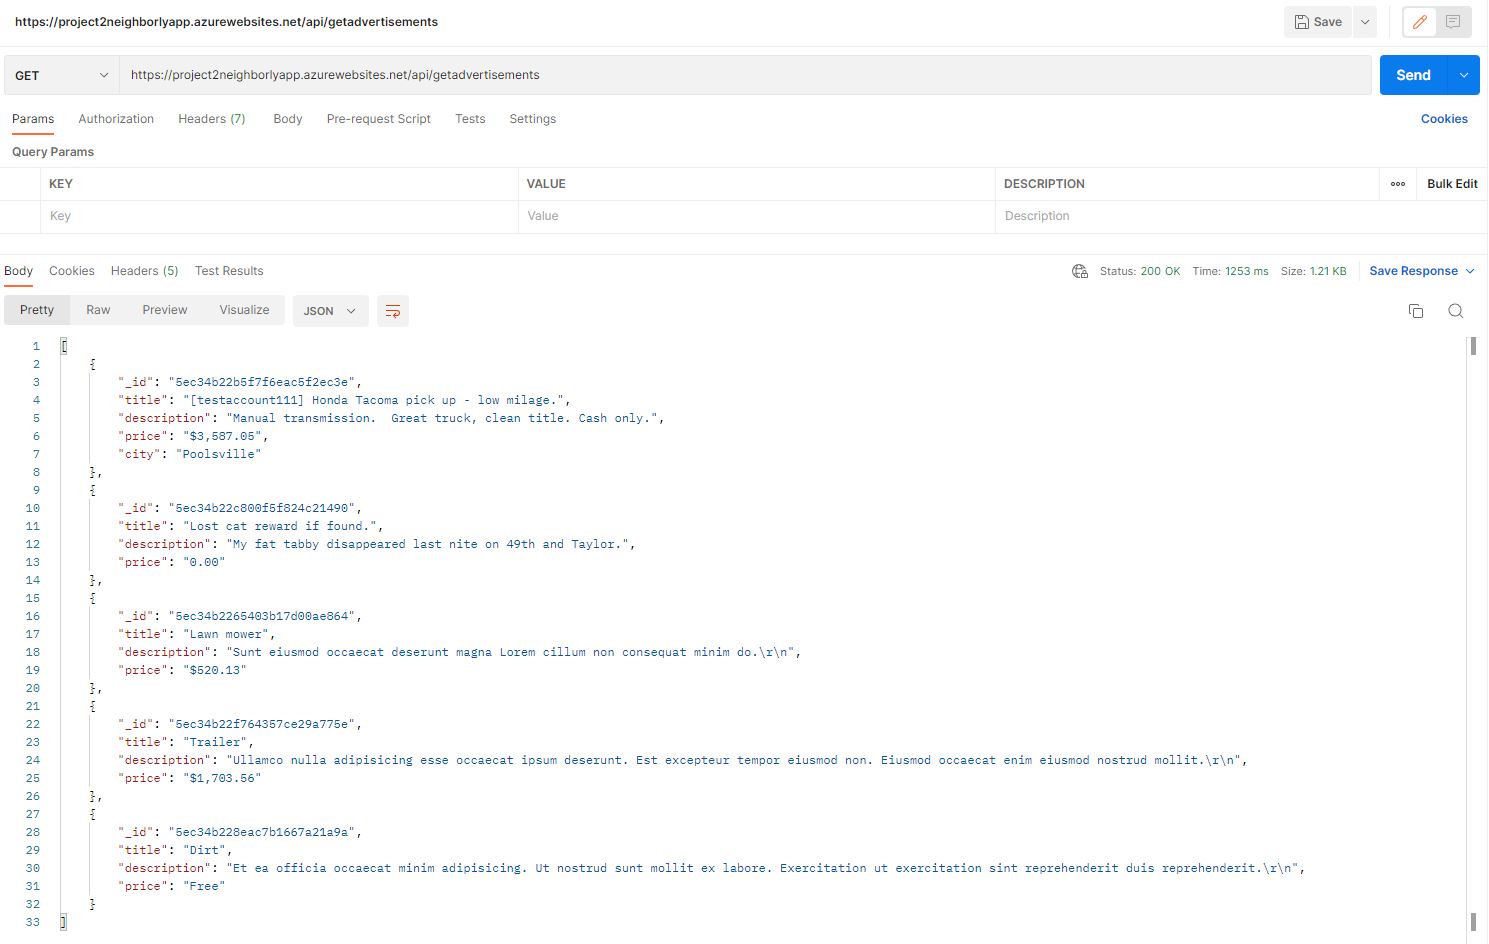 https://project2neighborlyapp.azurewebsites.net/api/getadvertisements
Save
GET https://project2neighborlyapp.azurewebsites.net/api/getadvertisements Send
Params Authorization Headers (7) Body Pre-request Script Tests Settings Cookies
Query Params
KEY VALUE DESCRIPTION Bulk Edit
Key Value Description
Body Cookies Headers (5) Test Results Status: 200 OK Time: 1253 ms Size: 1.21 KB Save Response
Pretty Raw Preview Visualize JSON
1 [
2 {
3 "_id": "5ec34b22b5f7f6eac5f2ec3e",
4 "title": "[testaccount111] Honda Tacoma pick up - low milage.",
5 "description": "Manual transmission.  Great truck, clean title. Cash only.",
6 "price": "$3,587.05",
7 "city": "Poolsville"
8 },
9 {
10 "_id": "5ec34b22c800f5f824c21490",
11 "title": "Lost cat reward if found.",
12 "description": "My fat tabby disappeared last nite on 49th and Taylor.",
13 "price": "0.00"
14 },
15 {
16 "_id": "5ec34b2265403b17d00ae864",
17 "title": "Lawn mower",
18 "description": "Sunt eiusmod occaecat deserunt magna Lorem cillum non consequat minim do.\r\n",
19 "price": "$520.13"
20 },
21 {
22 "_id": "5ec34b22f764357ce29a775e",
23 "title": "Trailer",
24 "description": "Ullamco nulla adipisicing esse occaecat ipsum deserunt. Est excepteur tempor eiusmod non. Eiusmod occaecat enim eiusmod nostrud mollit.\r\n",
25 "price": "$1,703.56"
26 },
27 {
28 "_id": "5ec34b228eac7b1667a21a9a",
29 "title": "Dirt",
30 "description": "Et ea officia occaecat minim adipisicing. Ut nostrud sunt mollit ex labore. Exercitation ut exercitation sint reprehenderit duis reprehenderit.\r\n",
31 "price": "Free"
32 }
33 ]